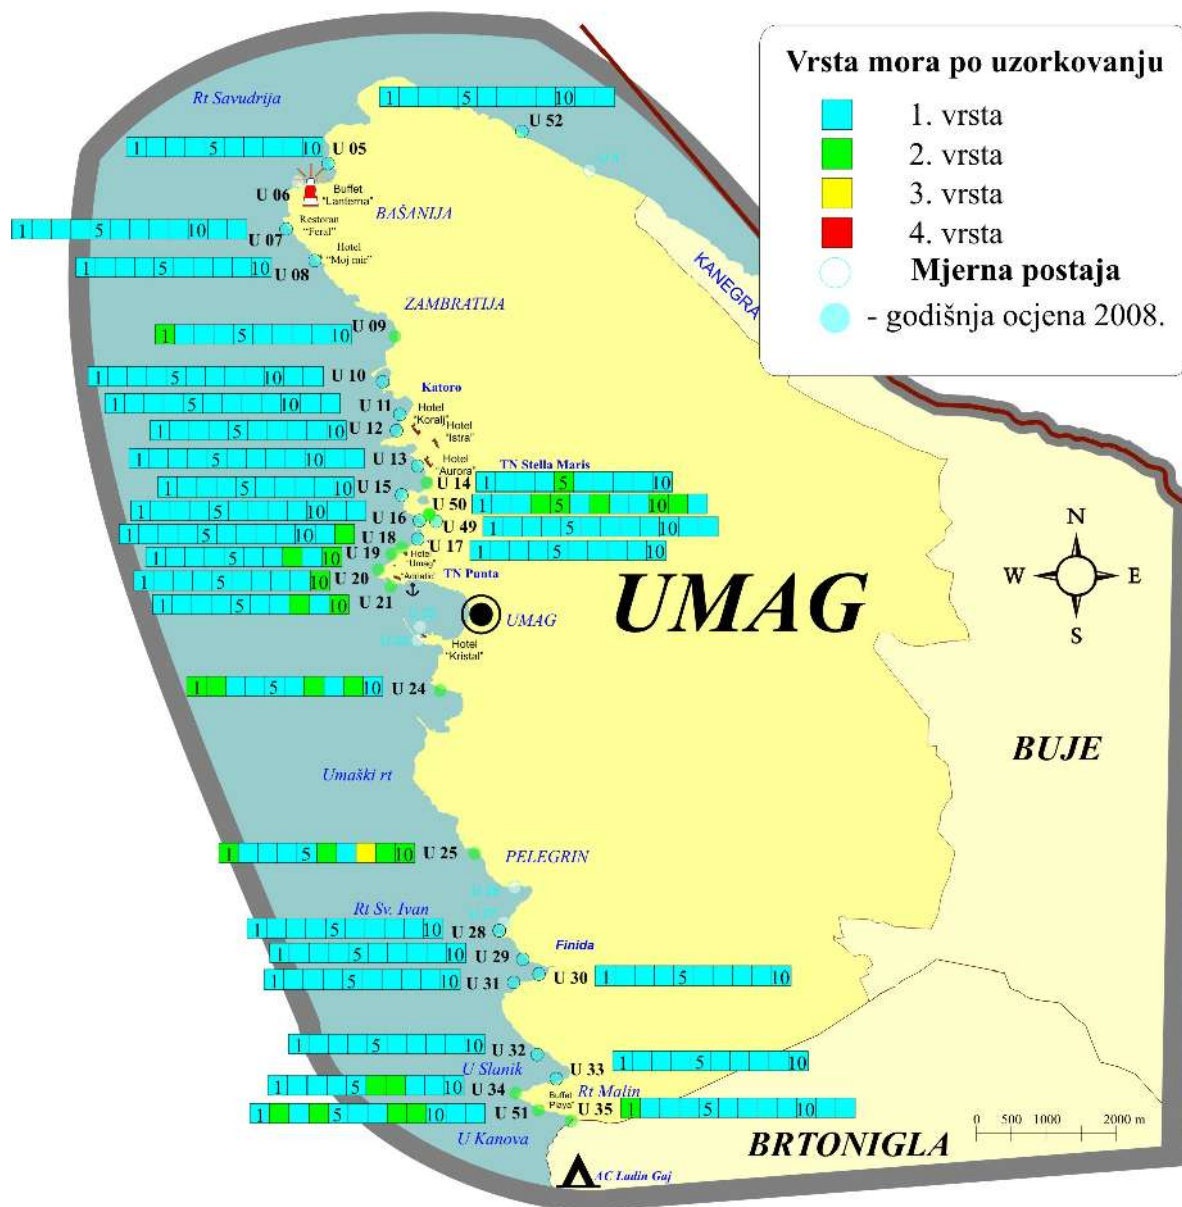 Vrsta mora po uzorkovanju
1. vrsta
2. vrsta
3. vrsta
4. vrsta
Mjerna postaja
- godišnja ocjena 2008.
Rt Savudrija
1 5 10
U 52
1 5 10
U 05
U 06
Buffet
"Lanterna"
BAŠANIJA
Restoran
"Feral"
1 5 10
U 07
Hotel
"Moj mir"
1 5 10
U 08
KANEGRA
ZAMBRATIJA
1 5 10
U 09
1 5 10
U 10
Katoro
1 5 10
U 11
Hotel
"Koralj"
1 5 10
U 12
Hotel
"Istra"
1 5 10
U 13
Hotel
"Aurora"
TN Stella Maris
U 14
1 5 10
1 5 10
U 15
U 50
1 5 10
1 5 10
U 16
U 49
1 5 10
1 5 10
U 18
U 17
1 5 10
1 5 10
U 19
Hotel
"Umag"
"Adriatic"
TN Punta
1 5 10
U 20
1 5 10
U 21
UMAG
UMAG
Hotel
"Kristal"
N
W E
S
1 5 10
U 24
BUJE
Umaški rt
1 5 10
U 25
PELEGRIN
Rt Sv. Ivan
1 5 10
U 28
Finida
1 5 10
U 29
1 5 10
U 31
U 30
1 5 10
1 5 10
U 32
U Slanik
U 33
1 5 10
1 5 10
U 34
Buffet
"Playa"
Rt Malin
1 5 10
U 51
U 35
1 5 10
U Kanova
BRTONIGLA
0 500 1000 2000 m
AC Ladin Gaj